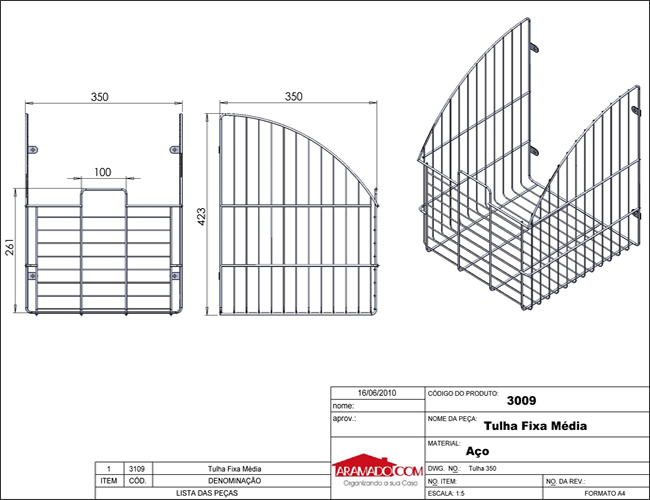 350
350
100
261
423
16/06/2010
nome:
aprov.:
CÓDIGO DO PRODUTO:
3009
NOME DA PEÇA:
Tulha Fixa Média
MATERIAL:
Aço
ARAMADO.COM
Organizando a sua Casa
DWG. NO.: Tulha 350
NO. ITEM: NO. DA REV.:
ESCALA: 1:5 FORMATO A4
1 3109 Tulha Fixa Média
ITEM CÓD. DENOMINAÇÃO
LISTA DAS PEÇAS